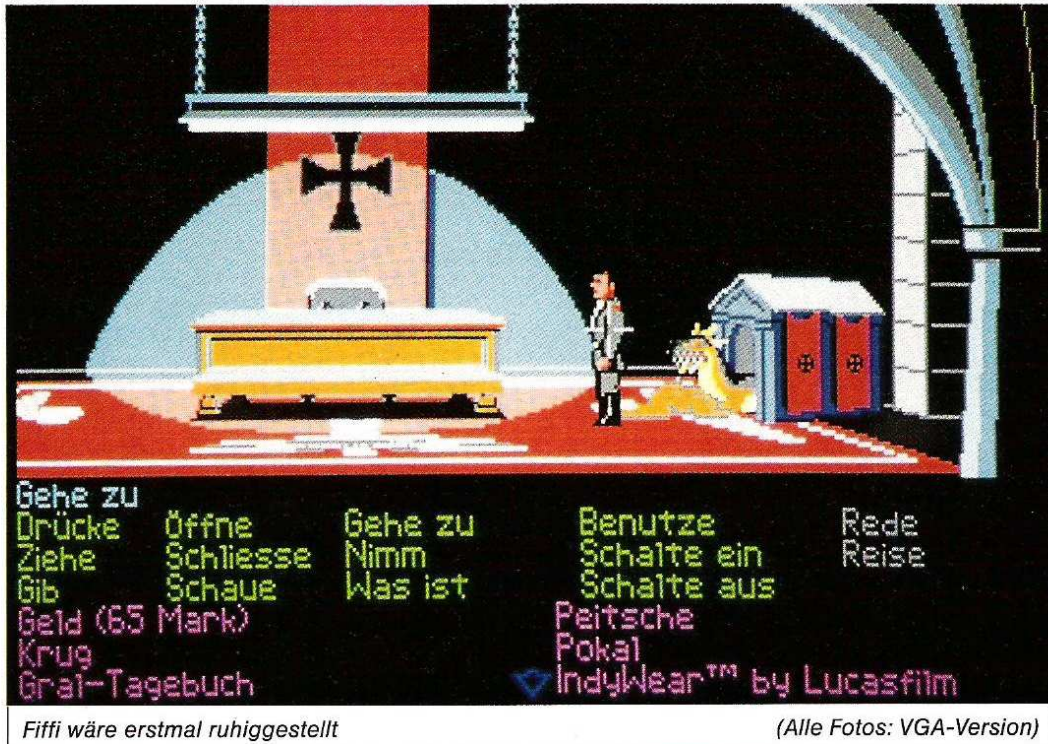 Gehe zu
Drücke Öffne Gehe zu Benutze Rede
Ziehe Schliesse Nimm Schalte ein Reise
Gib Schaue Was ist Schalte aus
Geld (65 Mark) Peitsche
Krug Pokal
Gral-Tagebuch IndyWear™ by Lucasfilm
Fiffi wäre erstmal ruhiggestellt (Alle Fotos: VGA-Version)